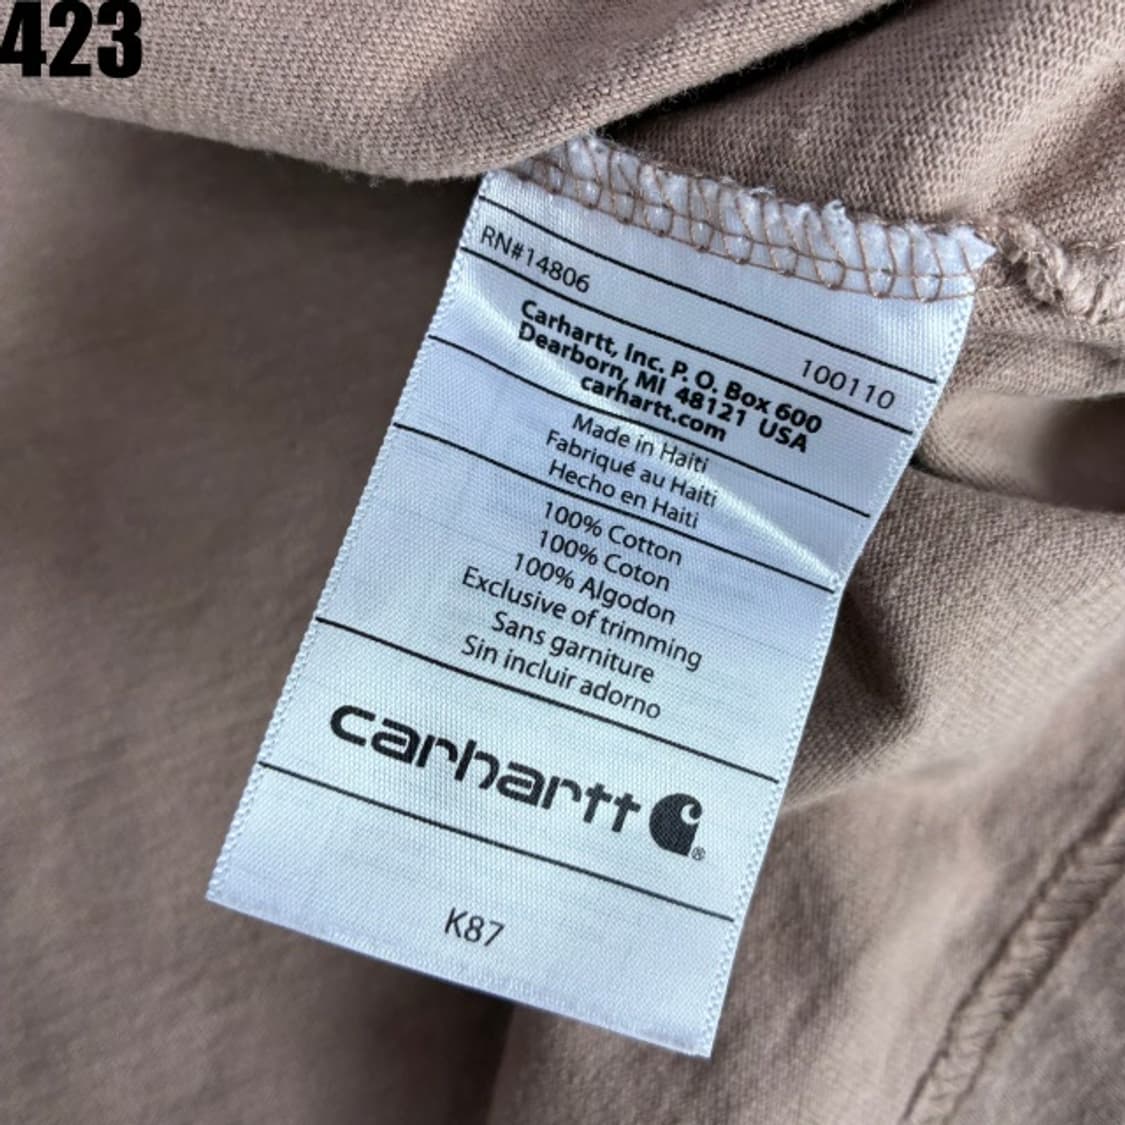 423
RN#14806
100110
Carhartt, Inc. P. O. Box 600
Dearborn, MI 48121 USA
carhartt.com
Made in Haiti
Fabriqué au Haiti
Hecho en Haiti
100% Cotton
100% Coton
100% Algodon
Exclusive of trimming
Sans garniture
Sin incluir adorno
carhartt ®
K87